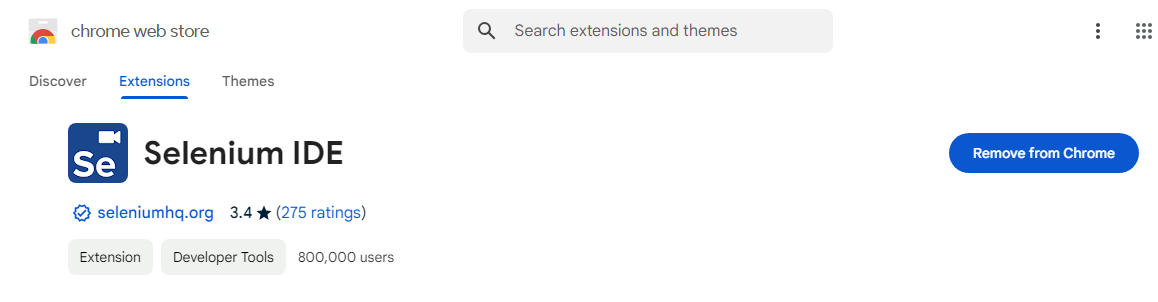 chrome web store
Search extensions and themes
Discover Extensions Themes
Se
Selenium IDE
Remove from Chrome
seleniumhq.org 3.4 ★ (275 ratings)
Extension Developer Tools 800,000 users